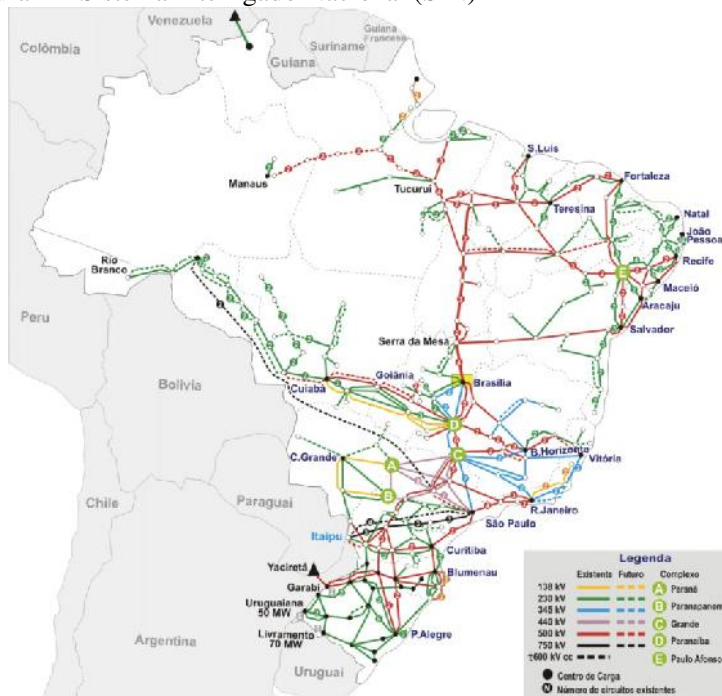 Venezuela
Colômbia
Guiana
Suriname
Guiana
Francesa
Manaus
Tucurui
S.Luis
Fortaleza
Teresina
Natal
João
Pessoa
Recife
Maceió
Aracaju
Salvador
E
Rio
Branco
Peru
Bolívia
Serra da Mesa
Goiânia
Brasília
Cuiabá
D
C.Grande
A
C
B
B.Horizonte
Vitória
R.Janeiro
São Paulo
Chile
Paraguai
Itaipu
Curitiba
Blumenau
Yaciretá
Garabi
Uruguaiana
50 MW
Livramento
70 MW
P.Alegre
Argentina
Uruguai
Legenda
Existente Futuro Complexo
138 kV A Paraná
230 kV B Paranapanema
345 kV C Grande
440 kV D Paranaíba
500 kV E Paulo Afonso
750 kV
±600 kV cc
Centro de Carga
N Número de circuitos existentes